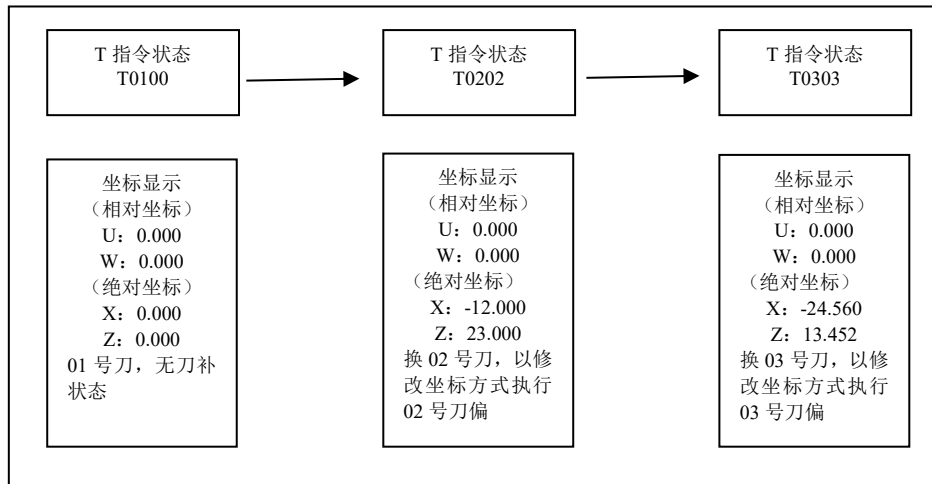 T 指令状态
T0100
T 指令状态
T0202
T 指令状态
T0303
坐标显示
（相对坐标）
U：0.000
W：0.000
（绝对坐标）
X：0.000
Z：0.000
01 号刀，无刀补
状态
坐标显示
（相对坐标）
U：0.000
W：0.000
（绝对坐标）
X：-12.000
Z：23.000
换 02 号刀，以修
改坐标方式执行
02 号刀偏
坐标显示
（相对坐标）
U：0.000
W：0.000
（绝对坐标）
X：-24.560
Z：13.452
换 03 号刀，以修
改坐标方式执行
03 号刀偏